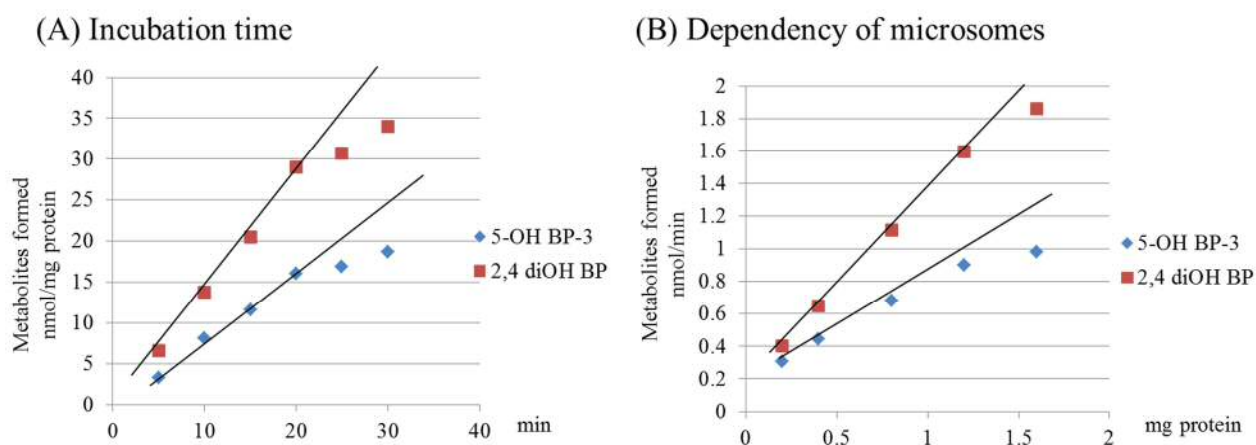 (A) Incubation time
Metabolites formed
nmol/mg protein
40
35
30
25
20
15
10
5
0
0 10 20 30 40 min
5-OH BP-3
2,4 diOH BP
(B) Dependency of microsomes
Metabolites formed
nmol/min
2
1.8
1.6
1.4
1.2
1
0.8
0.6
0.4
0.2
0
0 0.5 1 1.5 2 mg protein
5-OH BP-3
2,4 diOH BP